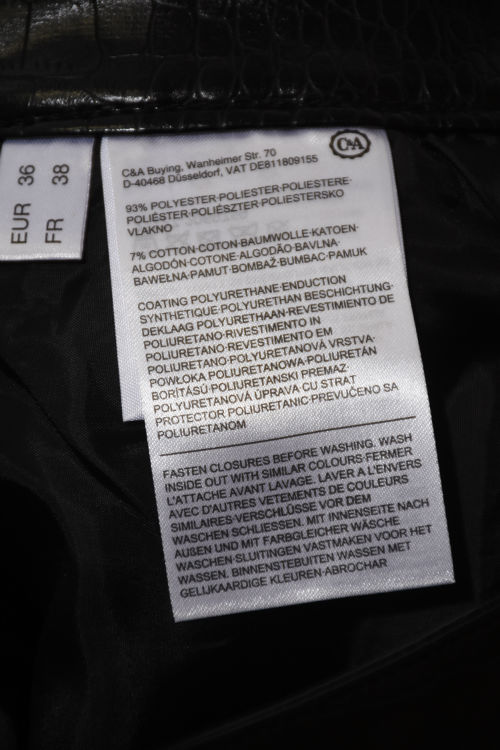 EUR 36
FR 38
C&A
C&A Buying, Wanheimer Str. 70
D-40468 Düsseldorf, VAT DE811809155
93% POLYESTER·POLIESTER·POLIESTERE·
POLIÉSTER·POLIÉSZTER·POLIESTERSKO
VLAKNO
7% COTTON·COTON·BAUMWOLLE·KATOEN·
ALGODÓN·COTONE·ALGODÃO·BAVLNA·
BAWEŁNA·PAMUT·BOMBAŽ·BUMBAC·PAMUK
COATING POLYURETHANE·ENDUCTION
SYNTHETIQUE·POLYURETHAN BESCHICHTUNG·
DEKLAAG POLYURETHAAN·REVESTIMIENTO DE
POLIURETANO·RIVESTIMENTO IN
POLIURETANO·REVESTIMENTO EM
POLIURETANO·POLYURETANOVÁ VRSTVA·
POWŁOKA POLIURETANOWA·POLIURETÁN
BORÍTÁSÚ·POLIURETANSKI PREMAZ·
POLYURETANOVÁ ÚPRAVA CU STRAT
PROTECTOR POLIURETANIC·PREVUČENO SA
POLIURETANOM
FASTEN CLOSURES BEFORE WASHING. WASH
INSIDE OUT WITH SIMILAR COLOURS·FERMER
L'ATTACHE AVANT LAVAGE. LAVER A L'ENVERS
AVEC D'AUTRES VETEMENTS DE COULEURS
SIMILAIRES·VERSCHLÜSSE VOR DEM
WASCHEN SCHLIESSEN. MIT INNENSEITE NACH
AUßEN UND MIT FARBGLEICHER WÄSCHE
WASCHEN·SLUITINGEN VASTMAKEN VOOR HET
WASSEN. BINNENSTEBUITEN WASSEN MET
GELIJKAARDIGE KLEUREN·ABROCHAR